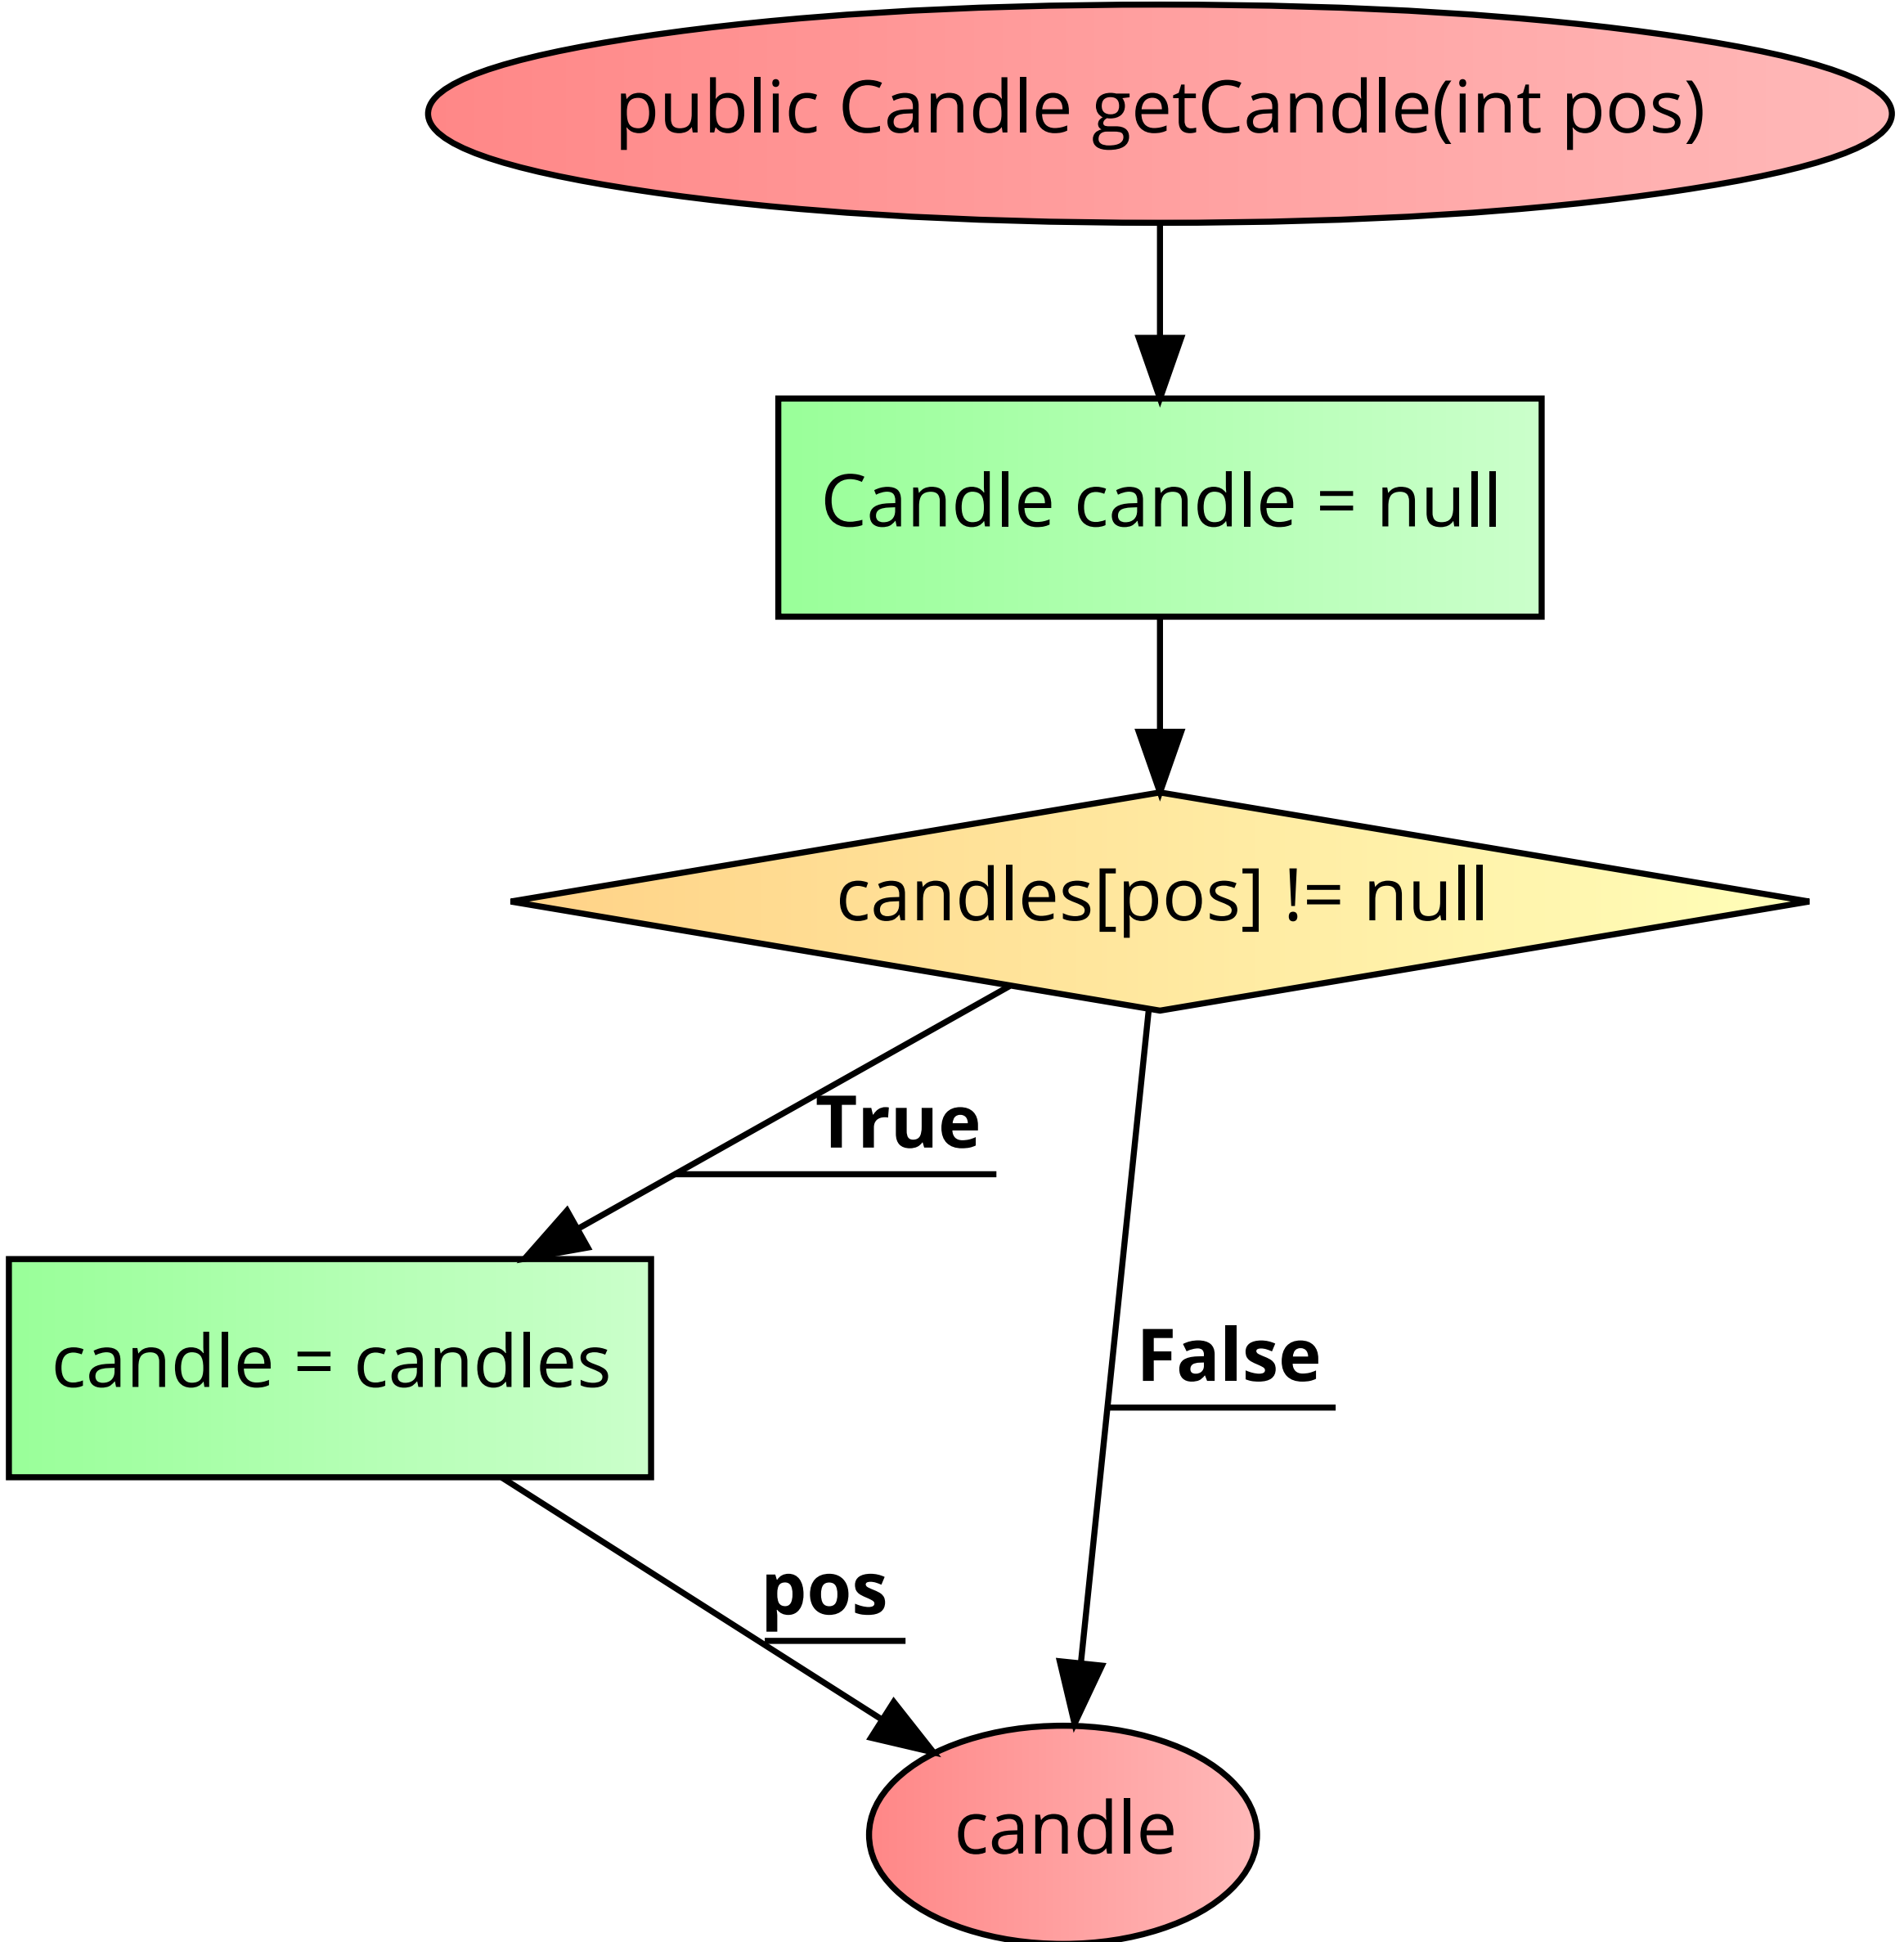 public Candle getCandle(int pos)
Candle candle = null
candles[pos] != null
True
candle = candles
False
pos
candle